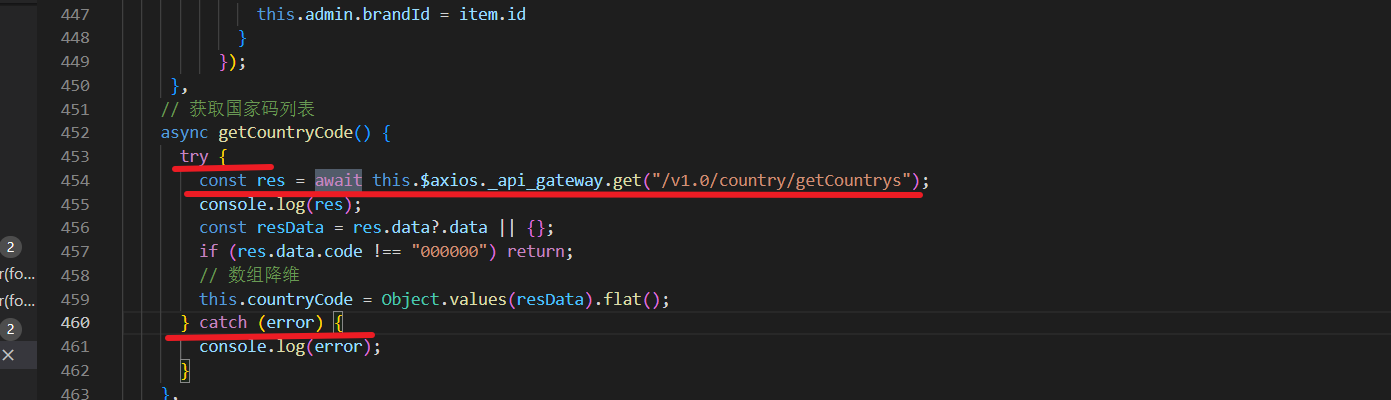 447 this.admin.brandId = item.id
448 }
449 });
450 },
451 // 获取国家码列表
452 async getCountryCode() {
453 try {
454 const res = await this.$axios._api_gateway.get("/v1.0/country/getCountrys");
455 console.log(res);
456 const resData = res.data?.data || {};
457 if (res.data.code !== "000000") return;
458 // 数组降维
459 this.countryCode = Object.values(resData).flat();
460 } catch (error) {
461 console.log(error);
462 }
463 },
2
r(fo...
r(fo...
2